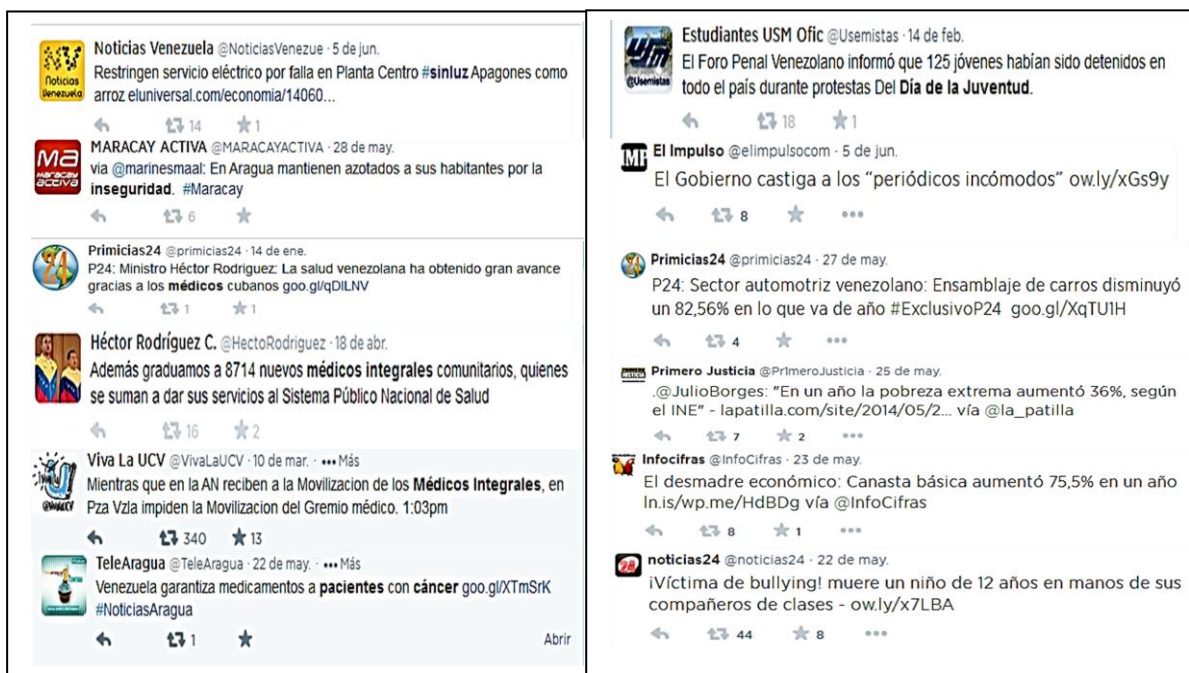 Noticias Venezuela @NoticiasVenezue · 5 de jun.
Restringen servicio eléctrico por falla en Planta Centro #sinluz Apagones como
arroz eluniversal.com/economia/14060...
14 1
Noticias
Venezuela
MARACAY ACTIVA @MARACAYACTIVA · 28 de may.
via @marinesmaal: En Aragua mantienen azotados a sus habitantes por la
inseguridad. #Maracay
6
Ma
maracay
activa
Primicias24 @primicias24 · 14 de ene.
P24: Ministro Héctor Rodriguez: La salud venezolana ha obtenido gran avance
gracias a los médicos cubanos goo.gl/qDlLNV
1 1
24
Héctor Rodríguez C. @HectoRodriguez · 18 de abr.
Además graduamos a 8714 nuevos médicos integrales comunitarios, quienes
se suman a dar sus servicios al Sistema Público Nacional de Salud
16 2
Viva La UCV @VivaLaUCV · 10 de mar. · ••• Más
Mientras que en la AN reciben a la Movilizacion de los Médicos Integrales, en
Pza Vzla impiden la Movilizacion del Gremio médico. 1:03pm
340 13
@VivaLaUCV
TeleAragua @TeleAragua · 22 de may. · ••• Más
Venezuela garantiza medicamentos a pacientes con cáncer goo.gl/XTmSrK
#NoticiasAragua
1 Abrir
Estudiantes USM Ofic @Usemistas · 14 de feb.
El Foro Penal Venezolano informó que 125 jóvenes habían sido detenidos en
todo el país durante protestas Del Día de la Juventud.
18 1
USM
@Usemistas
El Impulso @elimpulsocom · 5 de jun.
El Gobierno castiga a los “periódicos incómodos” ow.ly/xGs9y
8 •••
IMP
Primicias24 @primicias24 · 27 de may.
P24: Sector automotriz venezolano: Ensamblaje de carros disminuyó
un 82,56% en lo que va de año #ExclusivoP24 goo.gl/XqTU1H
4 •••
24
Primero Justicia @Pr1meroJusticia · 25 de may.
.@JulioBorges: "En un año la pobreza extrema aumentó 36%, según
el INE" - lapatilla.com/site/2014/05/2... vía @la_patilla
7 2 •••
Infocifras @InfoCifras · 23 de may.
El desmadre económico: Canasta básica aumentó 75,5% en un año
ln.is/wp.me/HdBDg vía @InfoCifras
8 1 •••
noticias24 @noticias24 · 22 de may.
¡Víctima de bullying! muere un niño de 12 años en manos de sus
compañeros de clases - ow.ly/x7LBA
44 8 •••
24